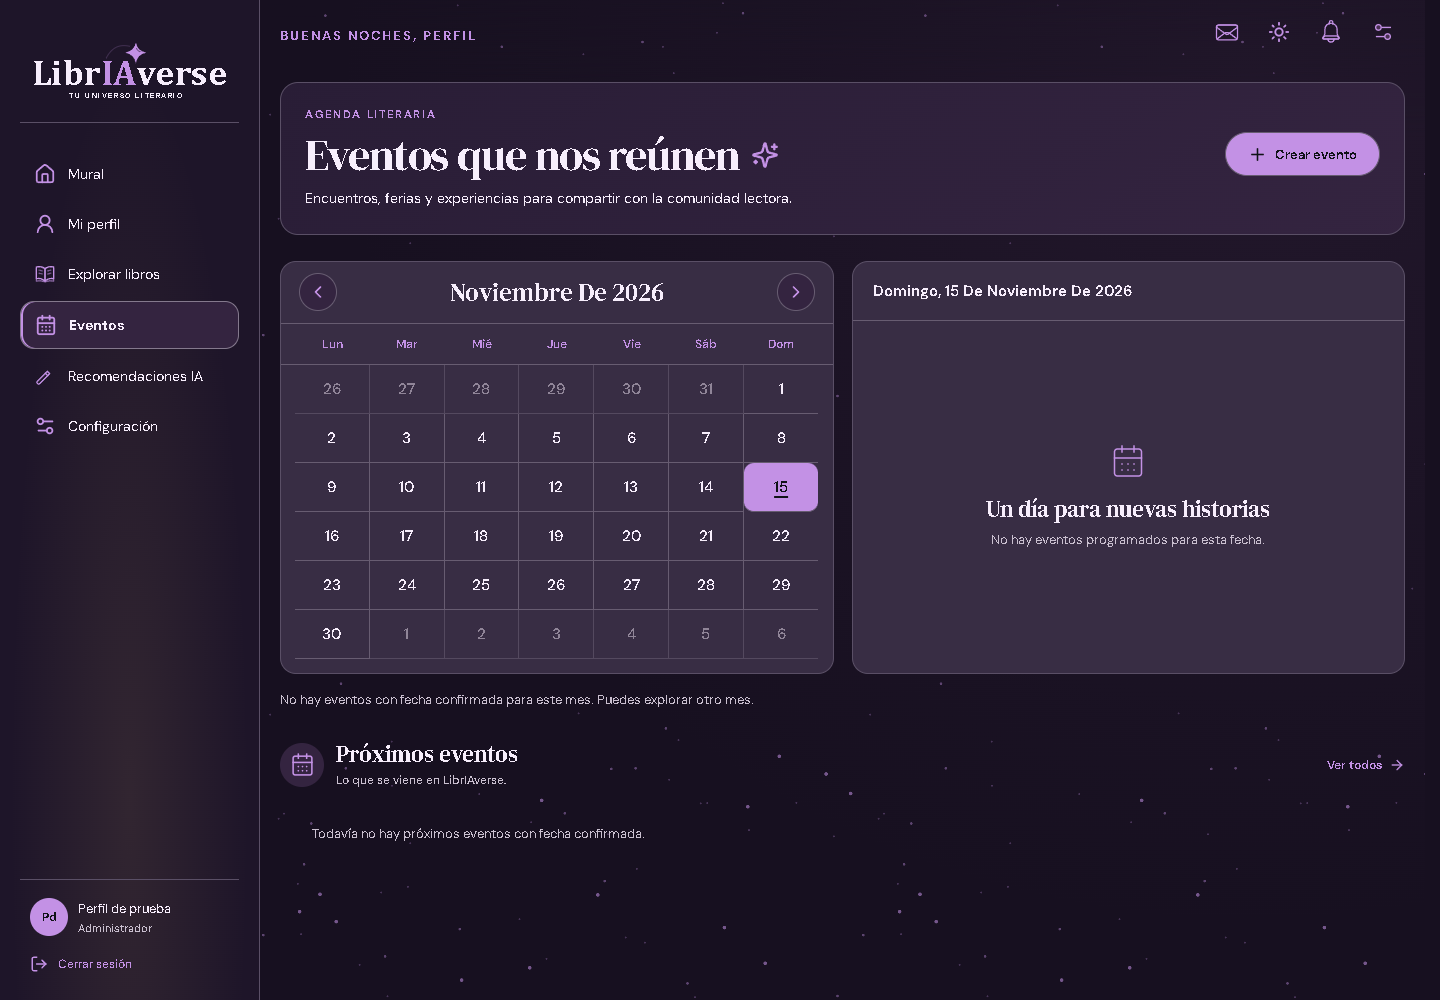 LibrIAverse
TU UNIVERSO LITERARIO
Mural
Mi perfil
Explorar libros
Eventos
Recomendaciones IA
Configuración
Pd
Perfil de prueba
Administrador
Cerrar sesión
BUENAS NOCHES, PERFIL
AGENDA LITERARIA
Eventos que nos reúnen
Encuentros, ferias y experiencias para compartir con la comunidad lectora.
Crear evento
Noviembre De 2026
Lun Mar Mié Jue Vie Sáb Dom
26 27 28 29 30 31 1
2 3 4 5 6 7 8
9 10 11 12 13 14 15
16 17 18 19 20 21 22
23 24 25 26 27 28 29
30 1 2 3 4 5 6
Domingo, 15 De Noviembre De 2026
Un día para nuevas historias
No hay eventos programados para esta fecha.
No hay eventos con fecha confirmada para este mes. Puedes explorar otro mes.
Próximos eventos
Lo que se viene en LibrIAverse.
Ver todos
Todavía no hay próximos eventos con fecha confirmada.